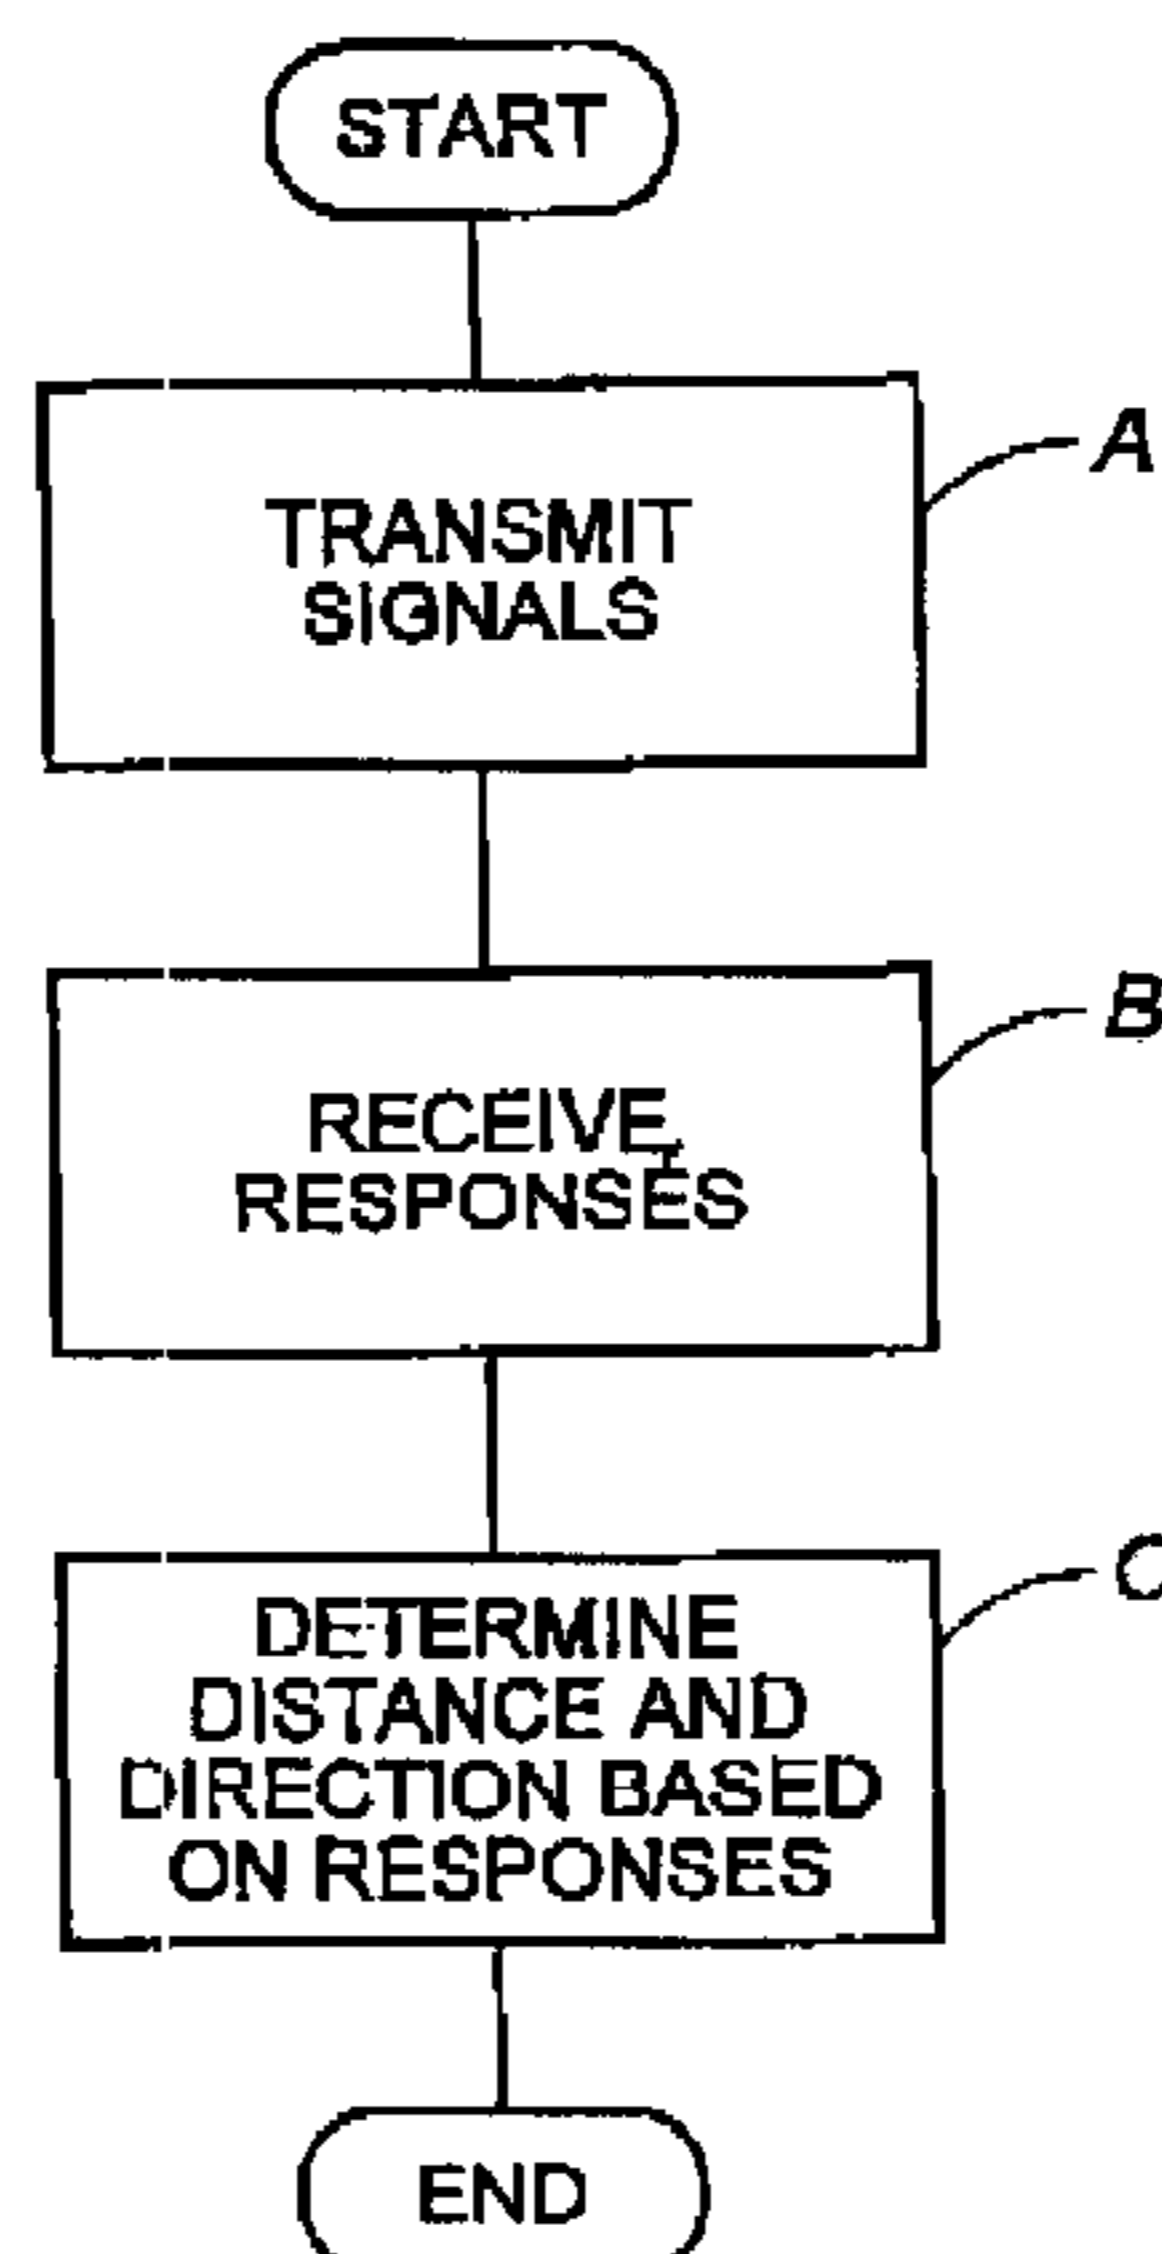 START
A
TRANSMIT
SIGNALS
B
RECEIVE
RESPONSES
C
DETERMINE
DISTANCE AND
DIRECTION BASED
ON RESPONSES
END